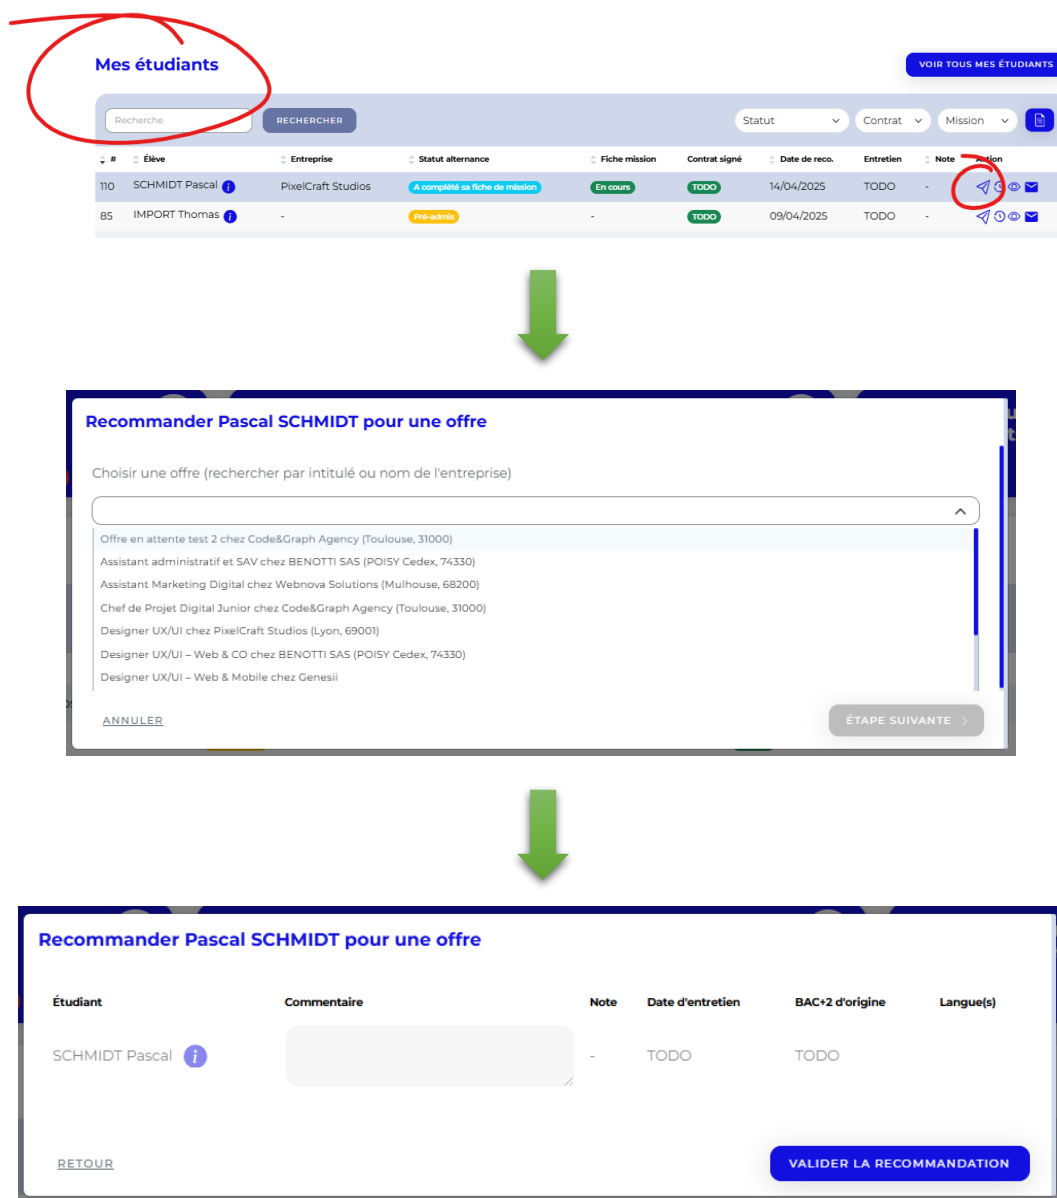 Mes étudiants
VOIR TOUS MES ÉTUDIANTS
Recherche RECHERCHER Statut Contrat Mission
# Élève Entreprise Statut alternance Fiche mission Contrat signé Date de reco. Entretien Note Action
110 SCHMIDT Pascal i PixelCraft Studios A complété sa fiche de mission En cours TODO 14/04/2025 TODO -
85 IMPORT Thomas i - Pré-admis - TODO 09/04/2025 TODO -
Recommander Pascal SCHMIDT pour une offre
Choisir une offre (rechercher par intitulé ou nom de l'entreprise)
Offre en attente test 2 chez Code&Graph Agency (Toulouse, 31000)
Assistant administratif et SAV chez BENOTTI SAS (POISY Cedex, 74330)
Assistant Marketing Digital chez Webnova Solutions (Mulhouse, 68200)
Chef de Projet Digital Junior chez Code&Graph Agency (Toulouse, 31000)
Designer UX/UI chez PixelCraft Studios (Lyon, 69001)
Designer UX/UI – Web & CO chez BENOTTI SAS (POISY Cedex, 74330)
Designer UX/UI – Web & Mobile chez Genesii
ANNULER ÉTAPE SUIVANTE
Recommander Pascal SCHMIDT pour une offre
Étudiant Commentaire Note Date d'entretien BAC+2 d'origine Langue(s)
SCHMIDT Pascal i - TODO TODO
RETOUR VALIDER LA RECOMMANDATION